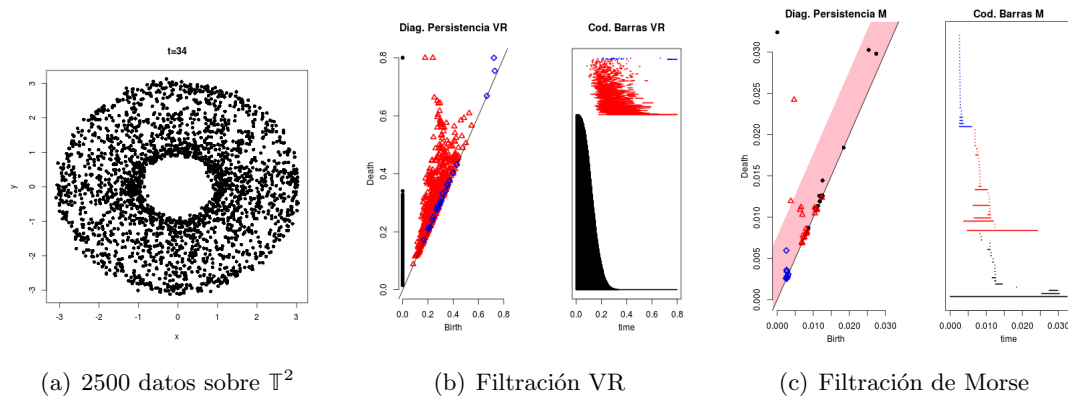 t=34
3
2
1
0
-1
-2
-3
y
-3 -2 -1 0 1 2 3
x
(a) 2500 datos sobre 𝕋²
Diag. Persistencia VR
0.8
0.6
0.4
0.2
0.0
Death
0.0 0.2 0.4 0.6 0.8
Birth
Cod. Barras VR
0.0 0.2 0.4 0.6 0.8
time
(b) Filtración VR
Diag. Persistencia M
0.030
0.025
0.020
0.015
0.010
0.005
0.000
Death
0.000 0.010 0.020 0.030
Birth
Cod. Barras M
0.000 0.010 0.020 0.030
time
(c) Filtración de Morse